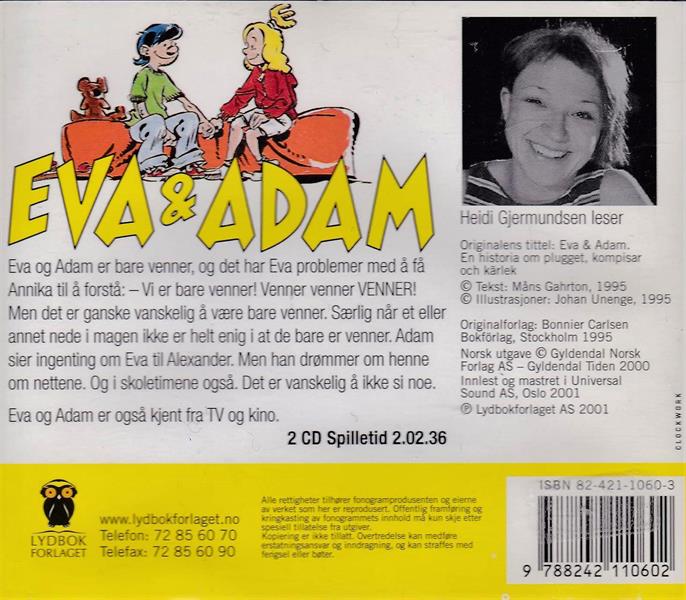 EVA & ADAM
Eva og Adam er bare venner, og det har Eva problemer med å få
Annika til å forstå: – Vi er bare venner! Venner venner VENNER!
Men det er ganske vanskelig å være bare venner. Særlig når et eller
annet nede i magen ikke er helt enig i at de bare er venner. Adam
sier ingenting om Eva til Alexander. Men han drømmer om henne
om nettene. Og i skoletimene også. Det er vanskelig å ikke si noe.
Eva og Adam er også kjent fra TV og kino.
2 CD Spilletid 2.02.36
Heidi Gjermundsen leser
Originalens tittel: Eva & Adam.
En historia om plugget, kompisar
och kärlek
© Tekst: Måns Gahrton, 1995
© Illustrasjoner: Johan Unenge, 1995
Originalforlag: Bonnier Carlsen
Bokförlag, Stockholm 1995
Norsk utgave © Gyldendal Norsk
Forlag AS – Gyldendal Tiden 2000
Innlest og mastret i Universal
Sound AS, Oslo 2001
℗ Lydbokforlaget AS 2001
CLOCKWORK
LYDBOK
FORLAGET
www.lydbokforlaget.no
Telefon: 72 85 60 70
Telefax: 72 85 60 90
Alle rettigheter tilhører fonogramprodusenten og eierne
av verket som her er reprodusert. Offentlig framføring og
kringkasting av fonogrammets innhold må kun skje etter
spesiell tillatelse fra utgiver.
Kopiering er ikke tillatt. Overtredelse kan medføre
erstatningsansvar og inndragning, og kan straffes med
fengsel eller bøter.
ISBN 82-421-1060-3
9 788242 110602